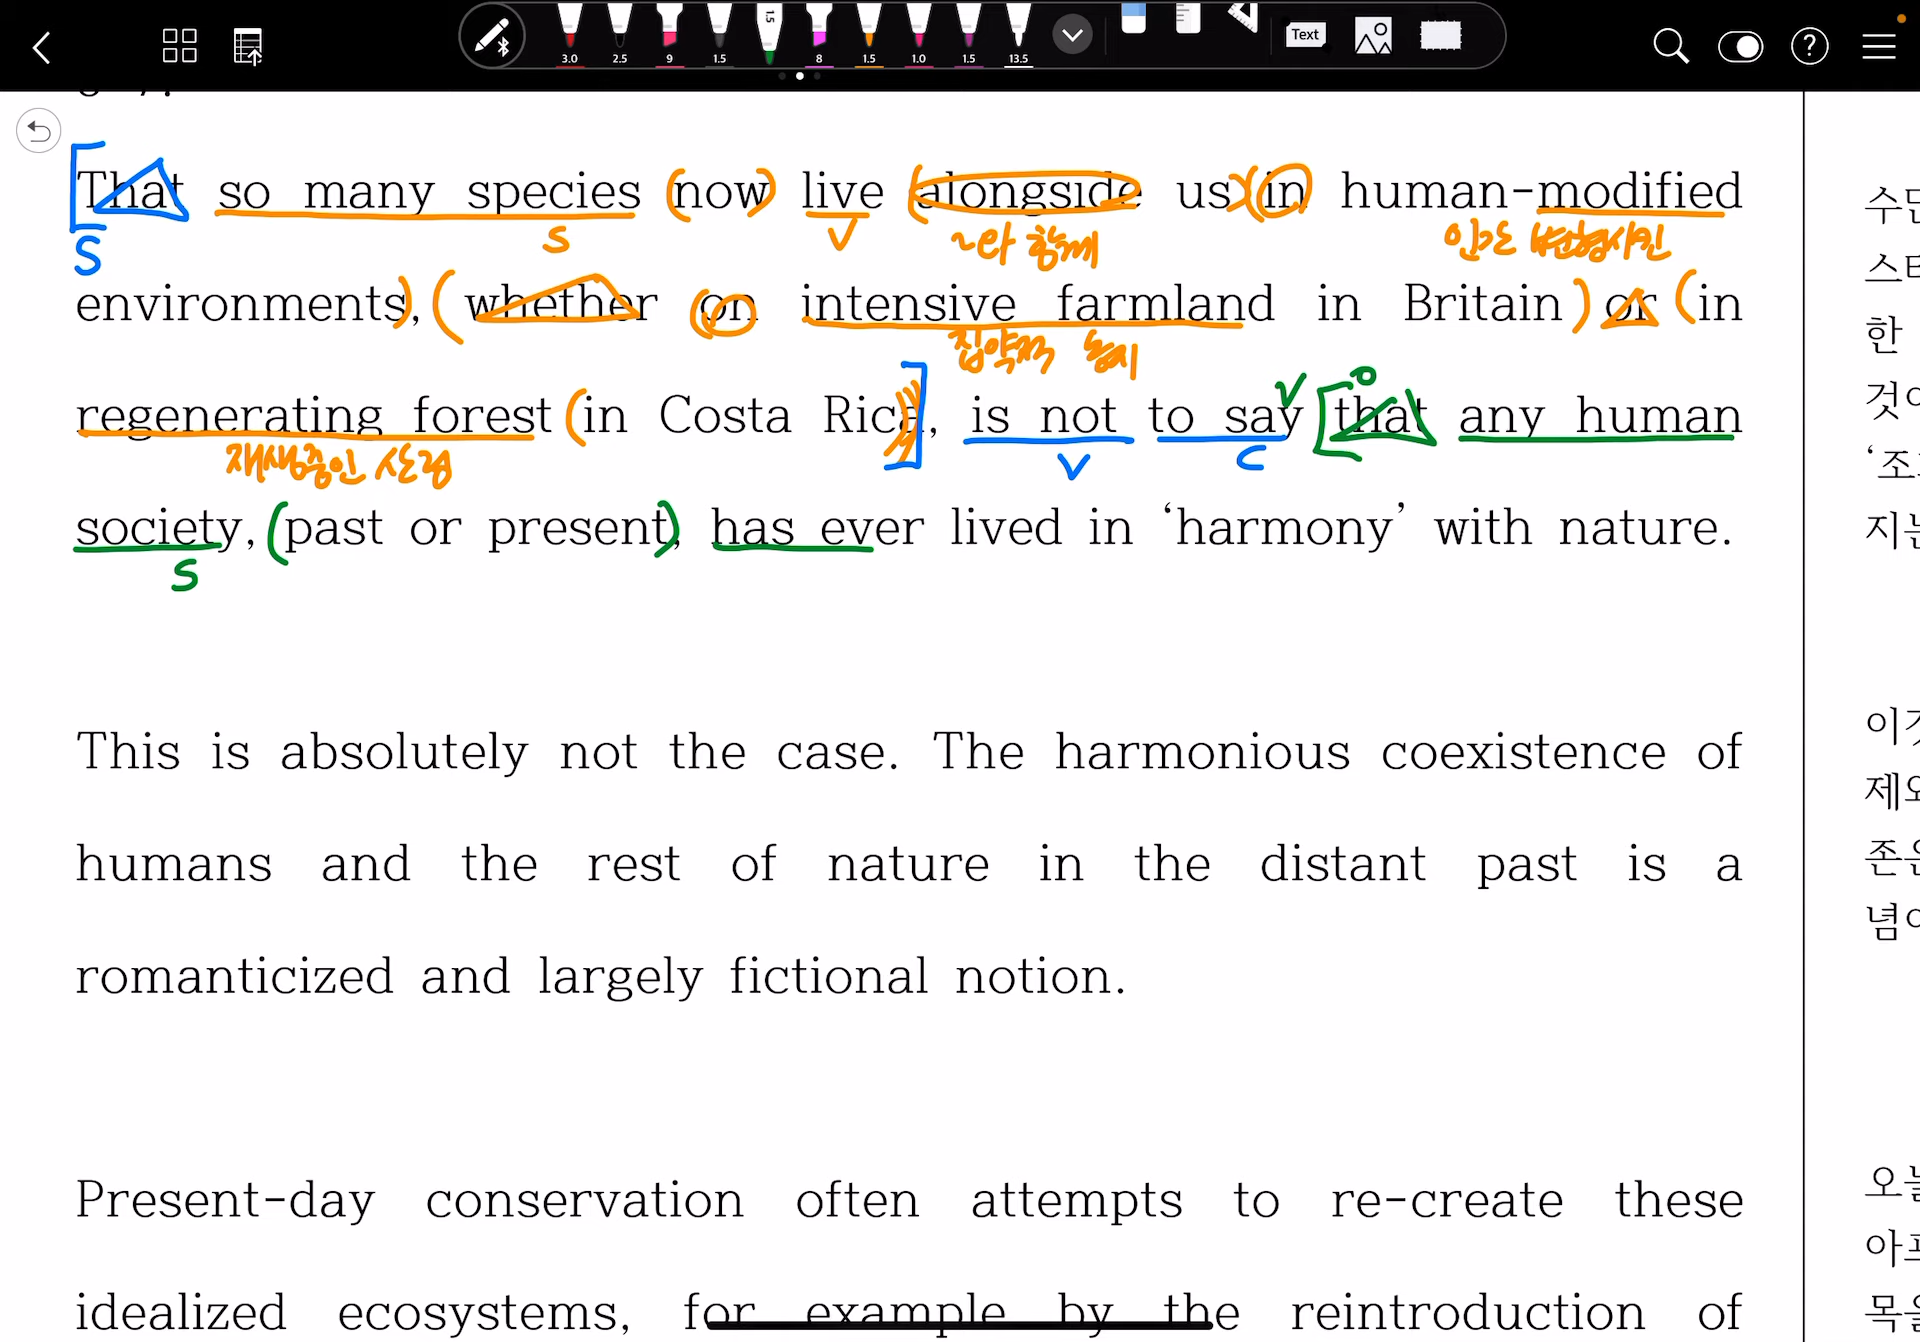 3.0 2.5 9 1.5 1.5 8 1.5 1.0 1.5 13.5 Text
That so many species (now) live (alongside us) (in human-modified
S S V ~와 함께 인간 변형시킨
environments), (whether (on intensive farmland in Britain) or (in
집약적 농지
V O
regenerating forest (in Costa Rica))], is not to say [that any human
재생중인 산림 V C
society, (past or present), has ever lived in ‘harmony’ with nature.
S
This is absolutely not the case. The harmonious coexistence of
humans and the rest of nature in the distant past is a
romanticized and largely fictional notion.
Present-day conservation often attempts to re-create these
idealized ecosystems, for example by the reintroduction of
한
것이
지는